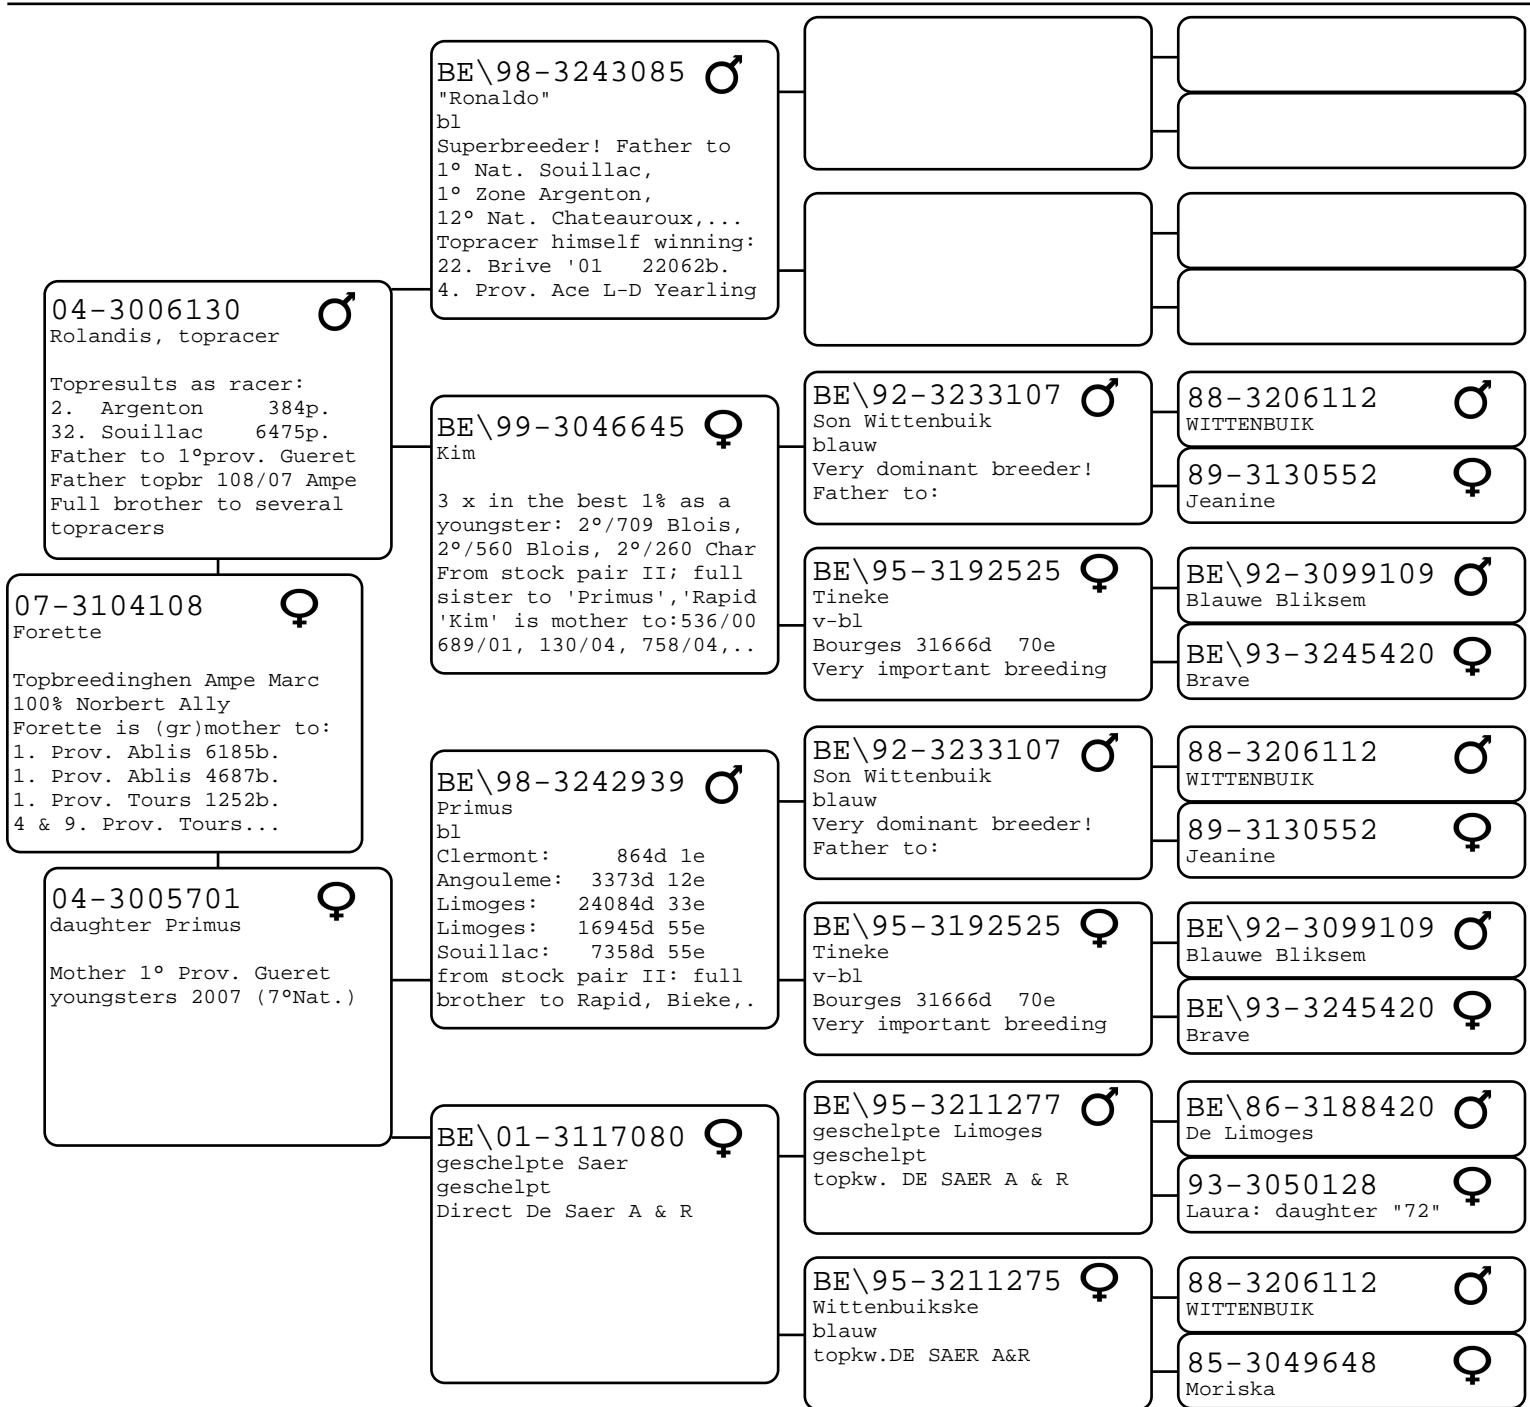 BE\98-3243085
"Ronaldo"
bl
Superbreeder! Father to
1° Nat. Souillac,
1° Zone Argenton,
12° Nat. Chateauroux,...
Topracer himself winning:
22. Brive '01   22062b.
4. Prov. Ace L-D Yearling
04-3006130
Rolandis, topracer
Topresults as racer:
2.  Argenton     384p.
32. Souillac    6475p.
Father to 1°prov. Gueret
Father topbr 108/07 Ampe
Full brother to several
topracers
BE\99-3046645
Kim
3 x in the best 1% as a
youngster: 2°/709 Blois,
2°/560 Blois, 2°/260 Char
From stock pair II; full
sister to 'Primus','Rapid
'Kim' is mother to:536/00
689/01, 130/04, 758/04,..
BE\92-3233107
Son Wittenbuik
blauw
Very dominant breeder!
Father to:
88-3206112
WITTENBUIK
89-3130552
Jeanine
BE\95-3192525
Tineke
v-bl
Bourges 31666d  70e
Very important breeding
BE\92-3099109
Blauwe Bliksem
BE\93-3245420
Brave
07-3104108
Forette
Topbreedinghen Ampe Marc
100% Norbert Ally
Forette is (gr)mother to:
1. Prov. Ablis 6185b.
1. Prov. Ablis 4687b.
1. Prov. Tours 1252b.
4 & 9. Prov. Tours...
04-3005701
daughter Primus
Mother 1° Prov. Gueret
youngsters 2007 (7°Nat.)
BE\98-3242939
Primus
bl
Clermont:     864d 1e
Angouleme:  3373d 12e
Limoges:   24084d 33e
Limoges:   16945d 55e
Souillac:   7358d 55e
from stock pair II: full
brother to Rapid, Bieke,.
BE\92-3233107
Son Wittenbuik
blauw
Very dominant breeder!
Father to:
88-3206112
WITTENBUIK
89-3130552
Jeanine
BE\95-3192525
Tineke
v-bl
Bourges 31666d  70e
Very important breeding
BE\92-3099109
Blauwe Bliksem
BE\93-3245420
Brave
BE\01-3117080
geschelpte Saer
geschelpt
Direct De Saer A & R
BE\95-3211277
geschelpte Limoges
geschelpt
topkw. DE SAER A & R
BE\86-3188420
De Limoges
93-3050128
Laura: daughter "72"
BE\95-3211275
Wittenbuikske
blauw
topkw.DE SAER A&R
88-3206112
WITTENBUIK
85-3049648
Moriska